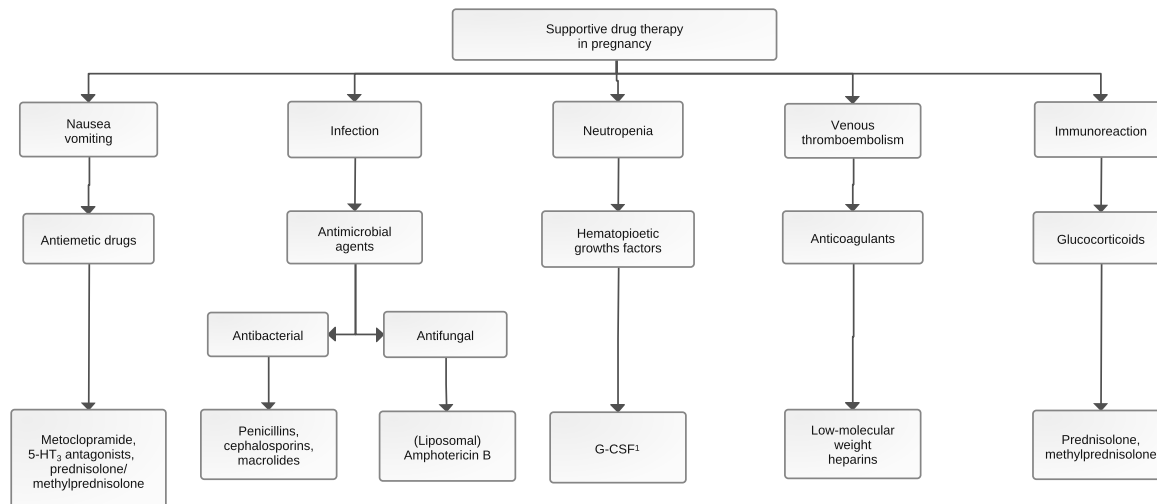 Supportive drug therapy
in pregnancy
Nausea
vomiting
Infection
Neutropenia
Venous
thromboembolism
Immunoreaction
Antiemetic drugs
Antimicrobial
agents
Hematopioetic
growths factors
Anticoagulants
Glucocorticoids
Antibacterial
Antifungal
Metoclopramide,
5-HT₃ antagonists,
prednisolone/
methylprednisolone
Penicillins,
cephalosporins,
macrolides
(Liposomal)
Amphotericin B
G-CSF¹
Low-molecular
weight
heparins
Prednisolone,
methylprednisolone